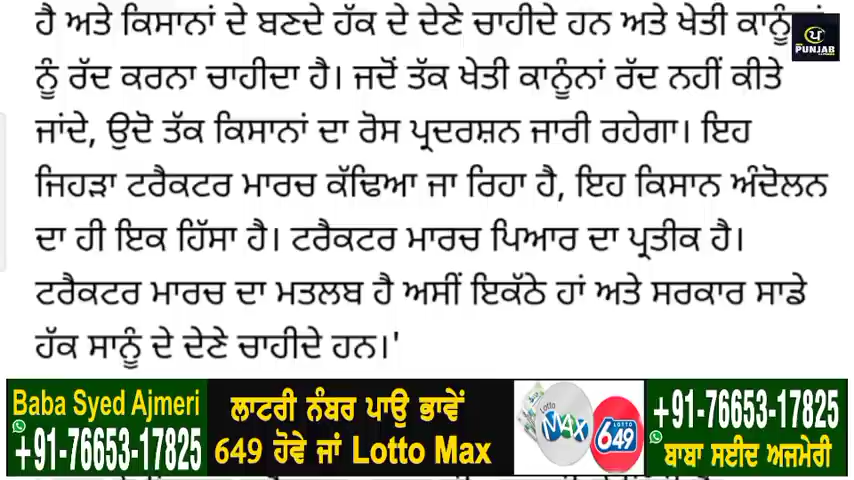 ਹੈ ਅਤੇ ਕਿਸਾਨਾਂ ਦੇ ਬਣਦੇ ਹੱਕ ਦੇ ਦੇਣੇ ਚਾਹੀਦੇ ਹਨ ਅਤੇ ਖੇਤੀ ਕਾਨੂੰਨਾਂ
PUNJAB
ਨੂੰ ਰੱਦ ਕਰਨਾ ਚਾਹੀਦਾ ਹੈ। ਜਦੋਂ ਤੱਕ ਖੇਤੀ ਕਾਨੂੰਨਾਂ ਰੱਦ ਨਹੀਂ ਕੀਤੇ
ਜਾਂਦੇ, ਉਦੋ ਤੱਕ ਕਿਸਾਨਾਂ ਦਾ ਰੋਸ ਪ੍ਰਦਰਸ਼ਨ ਜਾਰੀ ਰਹੇਗਾ। ਇਹ
ਜਿਹੜਾ ਟਰੈਕਟਰ ਮਾਰਚ ਕੱਢਿਆ ਜਾ ਰਿਹਾ ਹੈ, ਇਹ ਕਿਸਾਨ ਅੰਦੋਲਨ
ਦਾ ਹੀ ਇਕ ਹਿੱਸਾ ਹੈ। ਟਰੈਕਟਰ ਮਾਰਚ ਪਿਆਰ ਦਾ ਪ੍ਰਤੀਕ ਹੈ।
ਟਰੈਕਟਰ ਮਾਰਚ ਦਾ ਮਤਲਬ ਹੈ ਅਸੀਂ ਇਕੱਠੇ ਹਾਂ ਅਤੇ ਸਰਕਾਰ ਸਾਡੇ
ਹੱਕ ਸਾਨੂੰ ਦੇ ਦੇਣੇ ਚਾਹੀਦੇ ਹਨ।'
Baba Syed Ajmeri
+91-76653-17825
ਲਾਟਰੀ ਨੰਬਰ ਪਾਉ ਭਾਵੇਂ
649 ਹੋਵੇ ਜਾਂ Lotto Max
Lotto
MAX
LOTTO
649
+91-76653-17825
ਬਾਬਾ ਸਈਦ ਅਜਮੇਰੀ